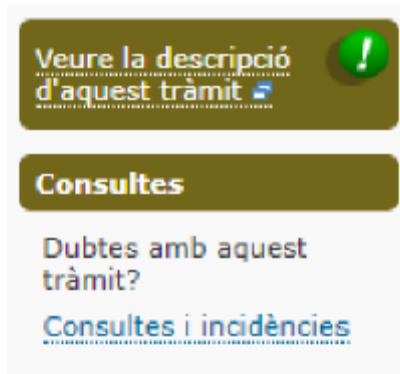 Veure la descripció
d'aquest tràmit
Consultes
Dubtes amb aquest
tràmit?
Consultes i incidències